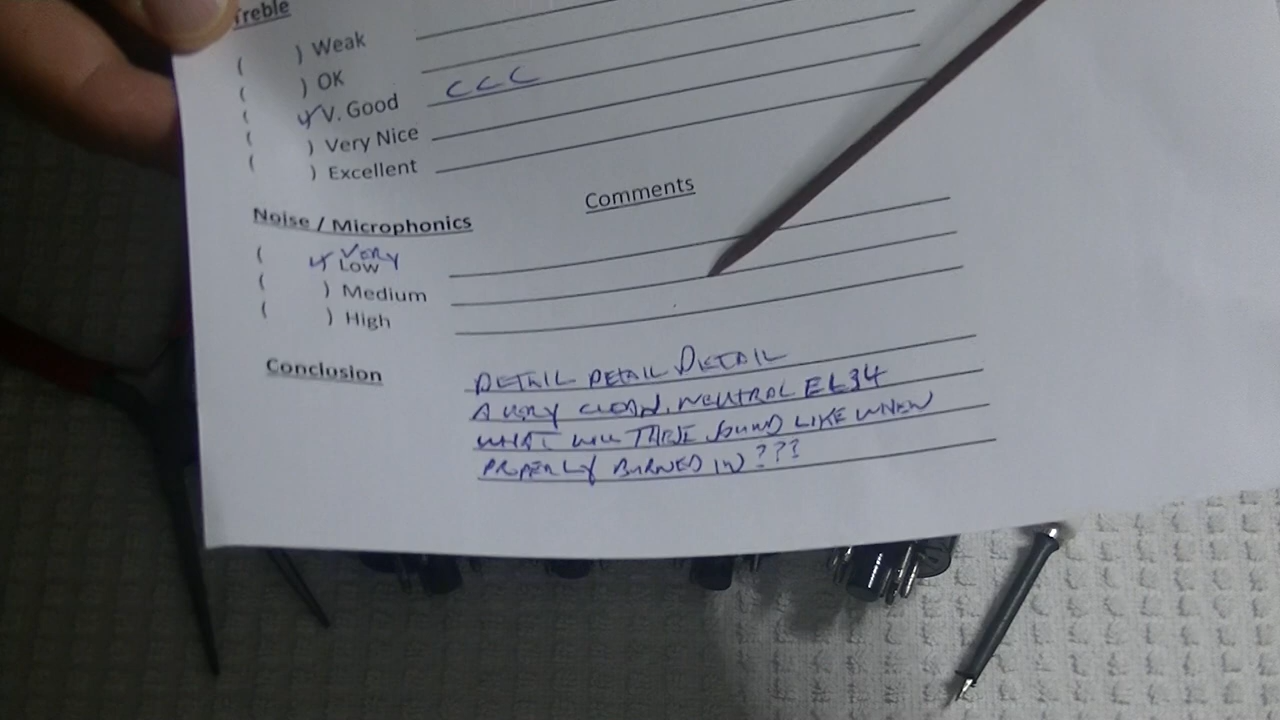 Treble
( ) Weak
( ) OK
( ✓ V. Good CCC
( ) Very Nice
( ) Excellent
Comments
Noise / Microphonics
VERY
( ✓ Low
( ) Medium
( ) High
Conclusion
DETAIL DETAIL DETAIL
A VERY CLEAN, NEUTRAL EL34
WHAT WILL THESE SOUND LIKE WHEN
PROPERLY BURNED IN???